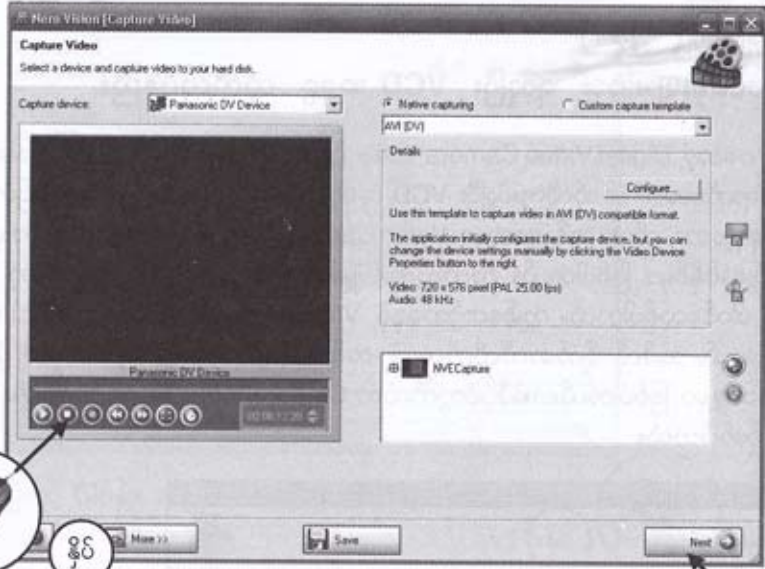 Nero Vision [Capture Video]
Capture Video
Select a device and capture video to your hard disk.
Capture device:
Panasonic DV Device
Native capturing
Custom capture template
AVI (DV)
Details
Configure...
Use this template to capture video in AVI (DV) compatible format.
The application initially configures the capture device, but you can
change the device settings manually by clicking the Video Device
Properties button to the right.
Video: 720 x 576 pixel (PAL 25.00 fps)
Audio: 48 kHz
Panasonic DV Device
NVECapture
More >>
Save
Next